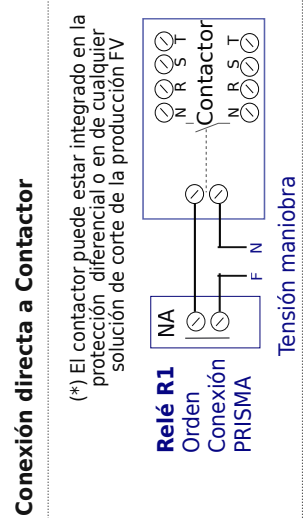 Conexión directa a Contactor
(*) El contactor puede estar integrado en la
protección diferencial o en de cualquier
solución de corte de la producción FV
Relé R1
Orden
Conexión
PRISMA
NA
F N
Tensión maniobra
N R S T
Contactor
N R S T